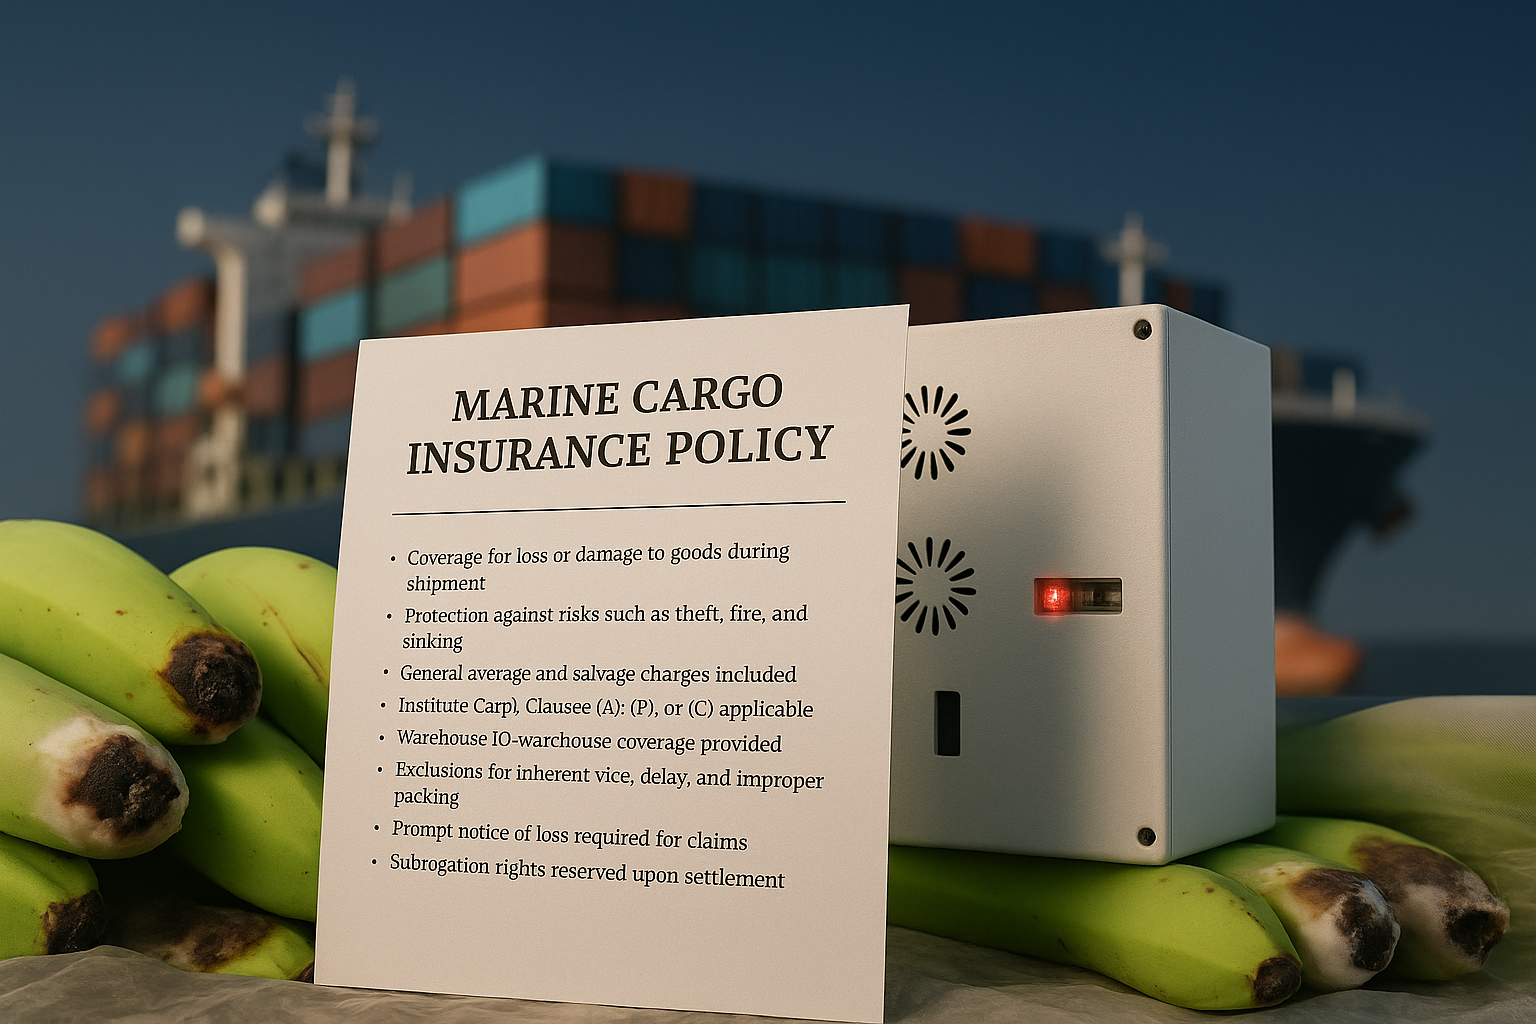 MARINE CARGO
INSURANCE POLICY
• Coverage for loss or damage to goods during
shipment
• Protection against risks such as theft, fire, and
sinking
• General average and salvage charges included
• Institute Carpl, Clausee (A): (P), or (C) applicable
• Warehouse IO-warchouse coverage provided
• Exclusions for inherent vice, delay, and improper
packing
• Prompt notice of loss required for claims
• Subrogation rights reserved upon settlement